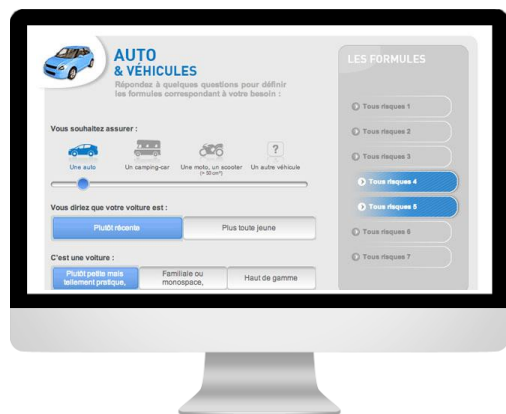 AUTO
& VÉHICULES
Répondez à quelques questions pour définir
les formules correspondant à votre besoin :
Vous souhaitez assurer :
Une auto
Un camping-car
Une moto, un scooter
(> 50 cm³)
Un autre véhicule
?
Vous diriez que votre voiture est :
Plutôt récente
Plus toute jeune
C'est une voiture :
Plutôt petite mais
tellement pratique,
Familiale ou
monospace,
Haut de gamme
LES FORMULES
Tous risques 1
Tous risques 2
Tous risques 3
Tous risques 4
Tous risques 5
Tous risques 6
Tous risques 7